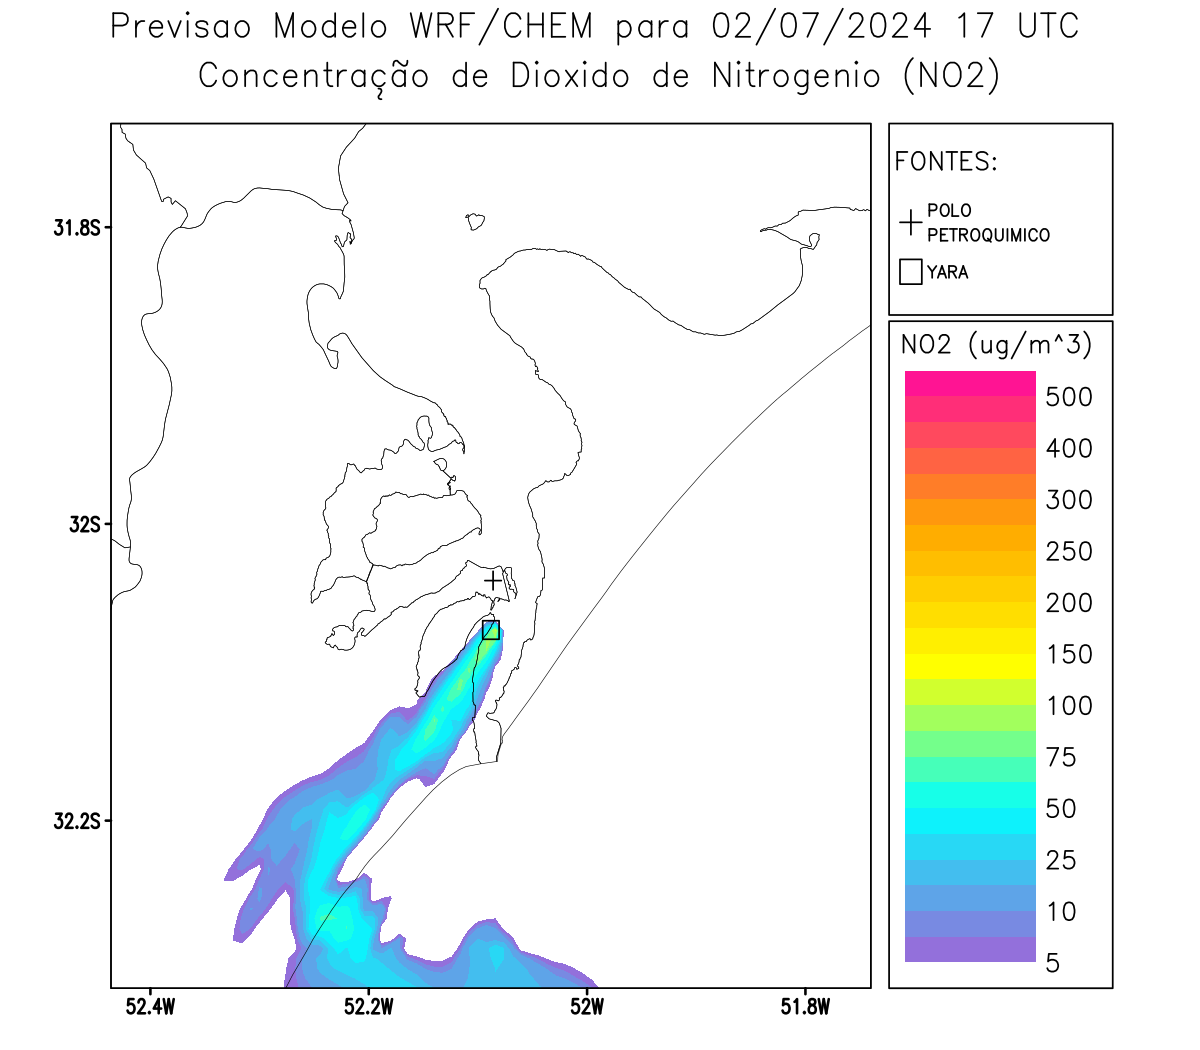 Previsao Modelo WRF/CHEM para 02/07/2024 17 UTC
Concentração de Dioxido de Nitrogenio (NO2)
FONTES:
POLO
PETROQUIMICO
YARA
31.8S
32S
32.2S
52.4W
52.2W
52W
51.8W
NO2 (ug/m^3)
500
400
300
250
200
150
100
75
50
25
10
5